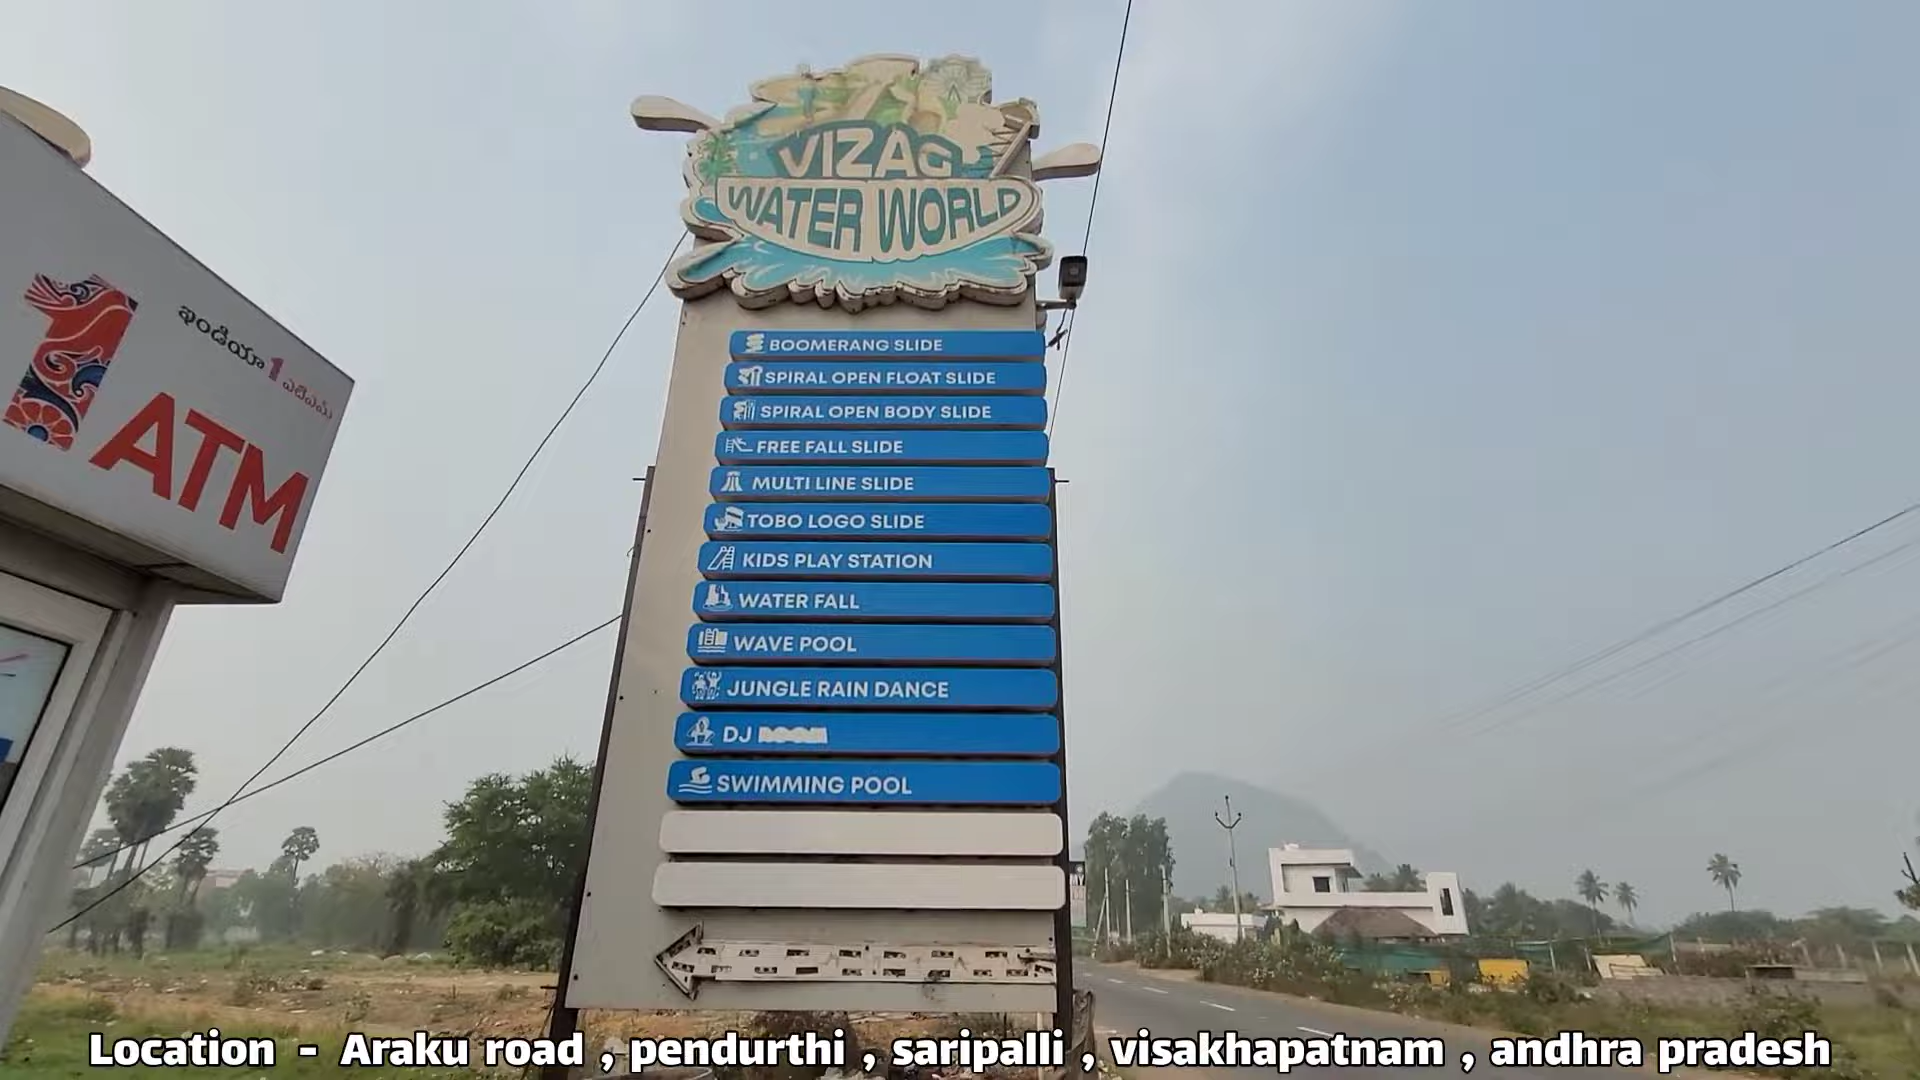 VIZAG
WATER WORLD
BOOMERANG SLIDE
SPIRAL OPEN FLOAT SLIDE
SPIRAL OPEN BODY SLIDE
FREE FALL SLIDE
MULTI LINE SLIDE
TOBO LOGO SLIDE
KIDS PLAY STATION
WATER FALL
WAVE POOL
JUNGLE RAIN DANCE
DJ
SWIMMING POOL
ఇండియా 1 ఎటిఎమ్
1 ATM
Location - Araku road , pendurthi , saripalli , visakhapatnam , andhra pradesh